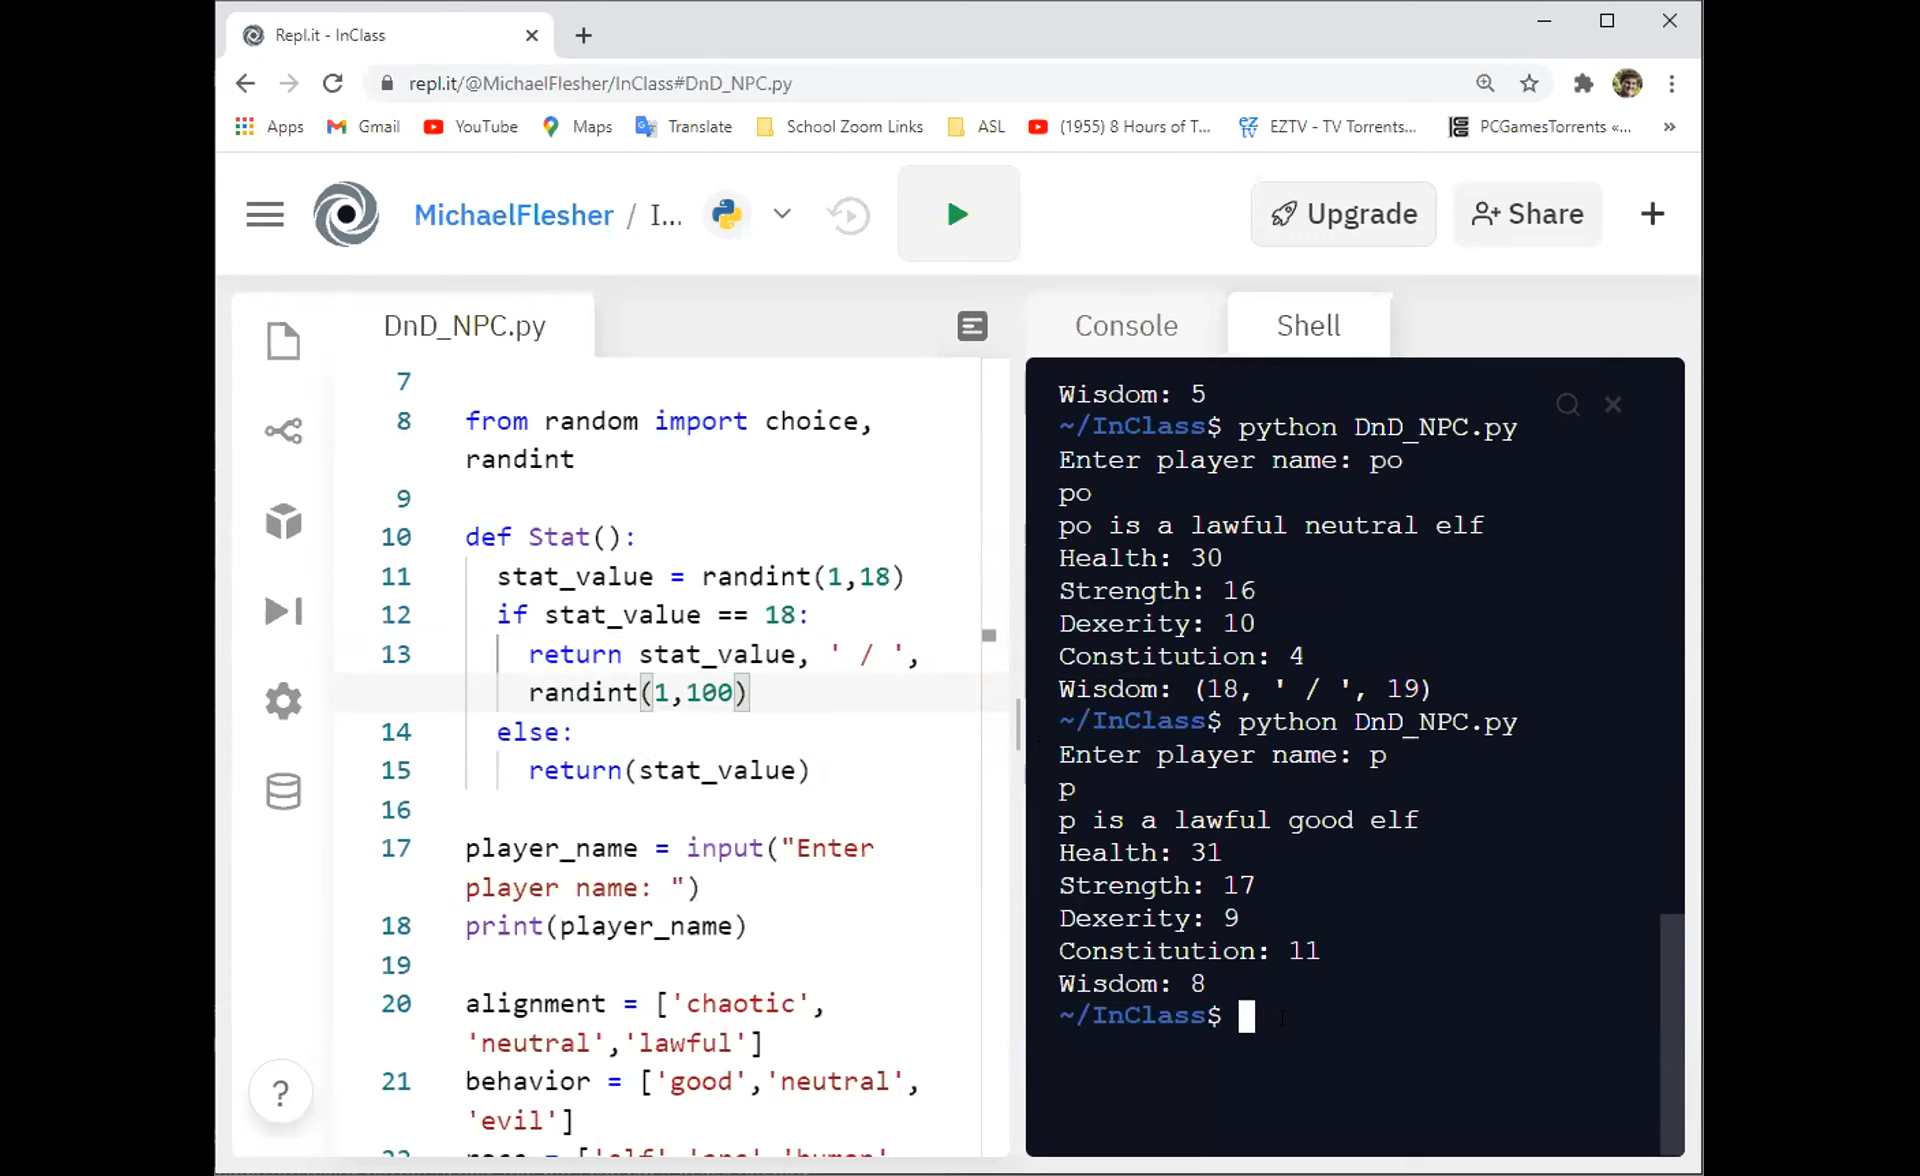 Repl.it - InClass
repl.it/@MichaelFlesher/InClass#DnD_NPC.py
Apps Gmail YouTube Maps Translate School Zoom Links ASL (1955) 8 Hours of T... EZTV - TV Torrents... PCGamesTorrents «... »
MichaelFlesher / I... Upgrade Share +
DnD_NPC.py
7
8 from random import choice,
randint
9
10 def Stat():
11 stat_value = randint(1,18)
12 if stat_value == 18:
13 return stat_value, ' / ',
randint(1,100)
14 else:
15 return(stat_value)
16
17 player_name = input("Enter
player name: ")
18 print(player_name)
19
20 alignment = ['chaotic',
'neutral','lawful']
21 behavior = ['good','neutral',
'evil']
?
Console Shell
Wisdom: 5
~/InClass$ python DnD_NPC.py
Enter player name: po
po
po is a lawful neutral elf
Health: 30
Strength: 16
Dexerity: 10
Constitution: 4
Wisdom: (18, ' / ', 19)
~/InClass$ python DnD_NPC.py
Enter player name: p
p
p is a lawful good elf
Health: 31
Strength: 17
Dexerity: 9
Constitution: 11
Wisdom: 8
~/InClass$